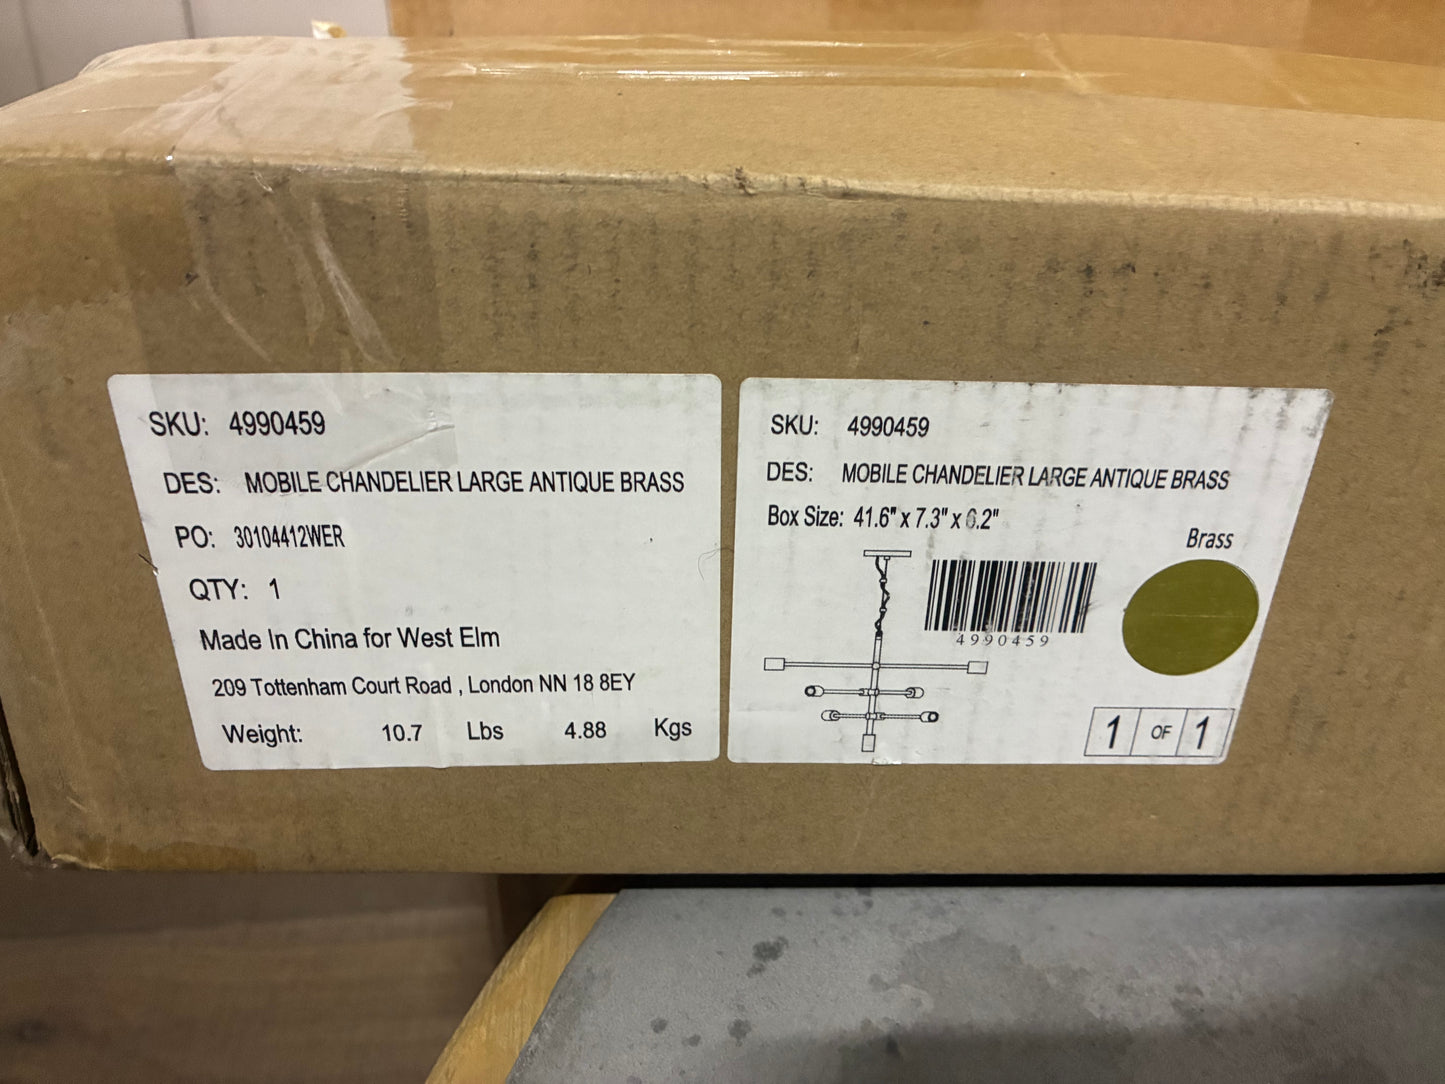 SKU: 4990459
DES: MOBILE CHANDELIER LARGE ANTIQUE BRASS
PO: 30104412WER
QTY: 1
Made In China for West Elm
209 Tottenham Court Road , London NN 18 8EY
Weight: 10.7 Lbs 4.88 Kgs
SKU: 4990459
DES: MOBILE CHANDELIER LARGE ANTIQUE BRASS
Box Size: 41.6" x 7.3" x 6.2"
Brass
4990459
1 OF 1